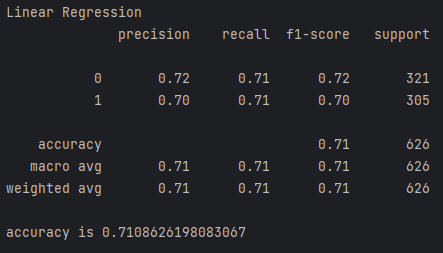 Linear Regression
precision recall f1-score support
0 0.72 0.71 0.72 321
1 0.70 0.71 0.70 305
accuracy 0.71 626
macro avg 0.71 0.71 0.71 626
weighted avg 0.71 0.71 0.71 626
accuracy is 0.7108626198083067